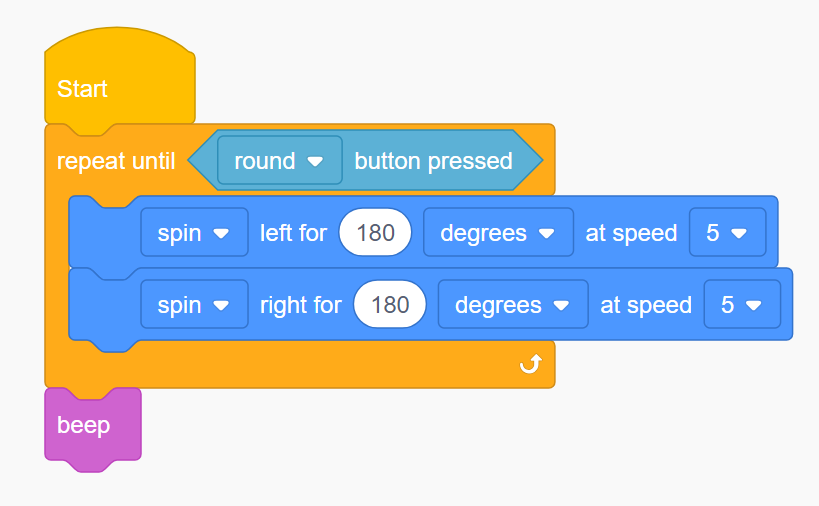 Start
repeat until round button pressed
spin left for 180 degrees at speed 5
spin right for 180 degrees at speed 5
beep